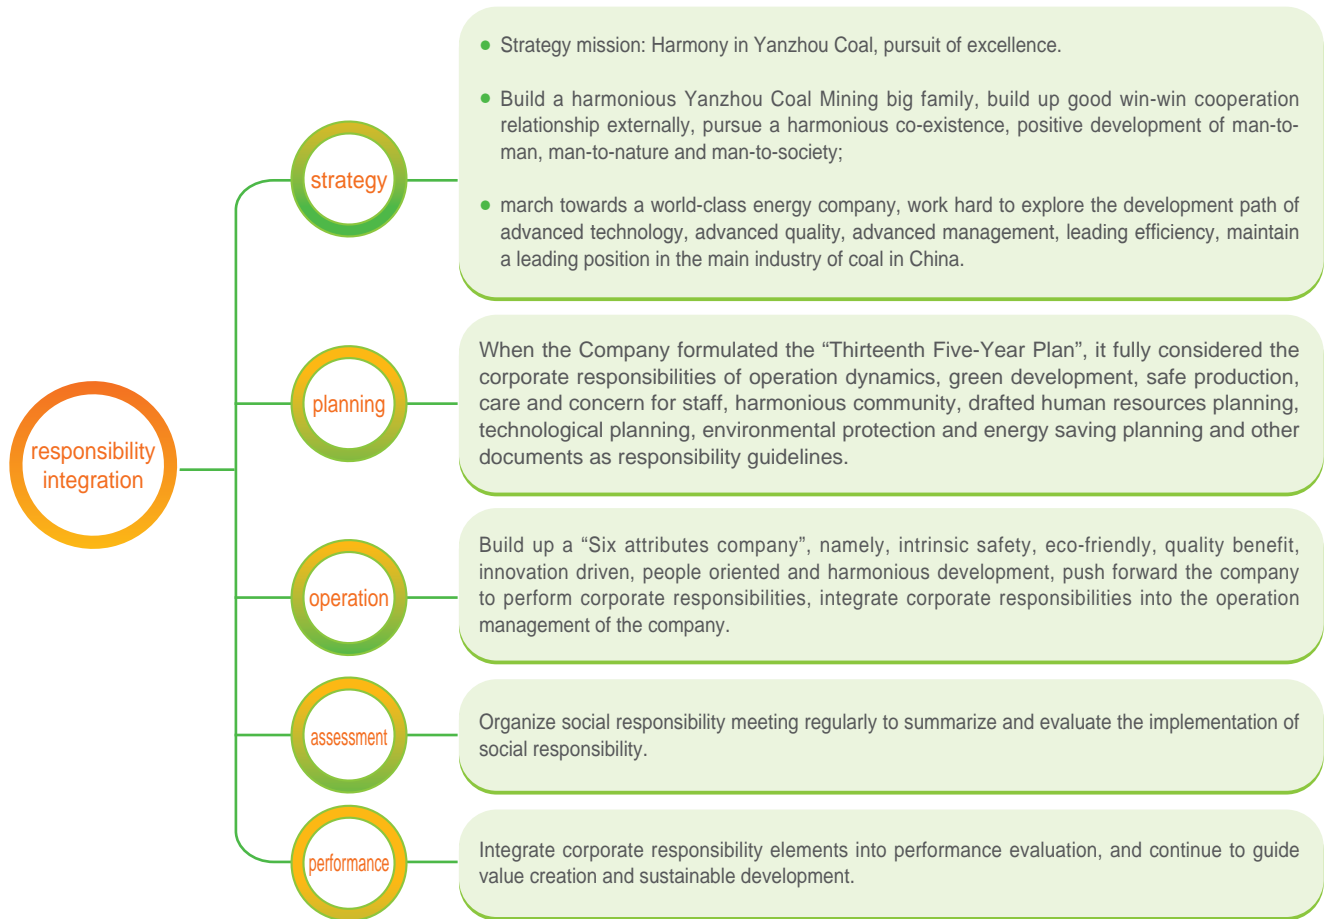 responsibility
integration
strategy
• Strategy mission: Harmony in Yanzhou Coal, pursuit of excellence.
• Build a harmonious Yanzhou Coal Mining big family, build up good win-win cooperation
relationship externally, pursue a harmonious co-existence, positive development of man-to-
man, man-to-nature and man-to-society;
• march towards a world-class energy company, work hard to explore the development path of
advanced technology, advanced quality, advanced management, leading efficiency, maintain
a leading position in the main industry of coal in China.
planning
When the Company formulated the “Thirteenth Five-Year Plan”, it fully considered the
corporate responsibilities of operation dynamics, green development, safe production,
care and concern for staff, harmonious community, drafted human resources planning,
technological planning, environmental protection and energy saving planning and other
documents as responsibility guidelines.
operation
Build up a “Six attributes company”, namely, intrinsic safety, eco-friendly, quality benefit,
innovation driven, people oriented and harmonious development, push forward the company
to perform corporate responsibilities, integrate corporate responsibilities into the operation
management of the company.
assessment
Organize social responsibility meeting regularly to summarize and evaluate the implementation of
social responsibility.
performance
Integrate corporate responsibility elements into performance evaluation, and continue to guide
value creation and sustainable development.